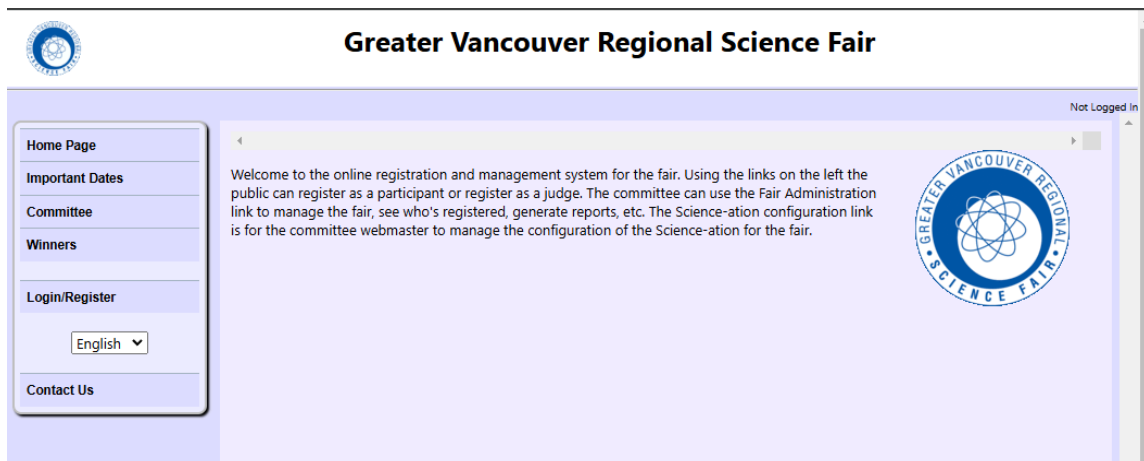 Greater Vancouver Regional Science Fair
Not Logged In
Home Page
Important Dates
Committee
Winners
Login/Register
English
Contact Us
Welcome to the online registration and management system for the fair. Using the links on the left the
public can register as a participant or register as a judge. The committee can use the Fair Administration
link to manage the fair, see who's registered, generate reports, etc. The Science-ation configuration link
is for the committee webmaster to manage the configuration of the Science-ation for the fair.
GREATER VANCOUVER REGIONAL • SCIENCE FAIR •